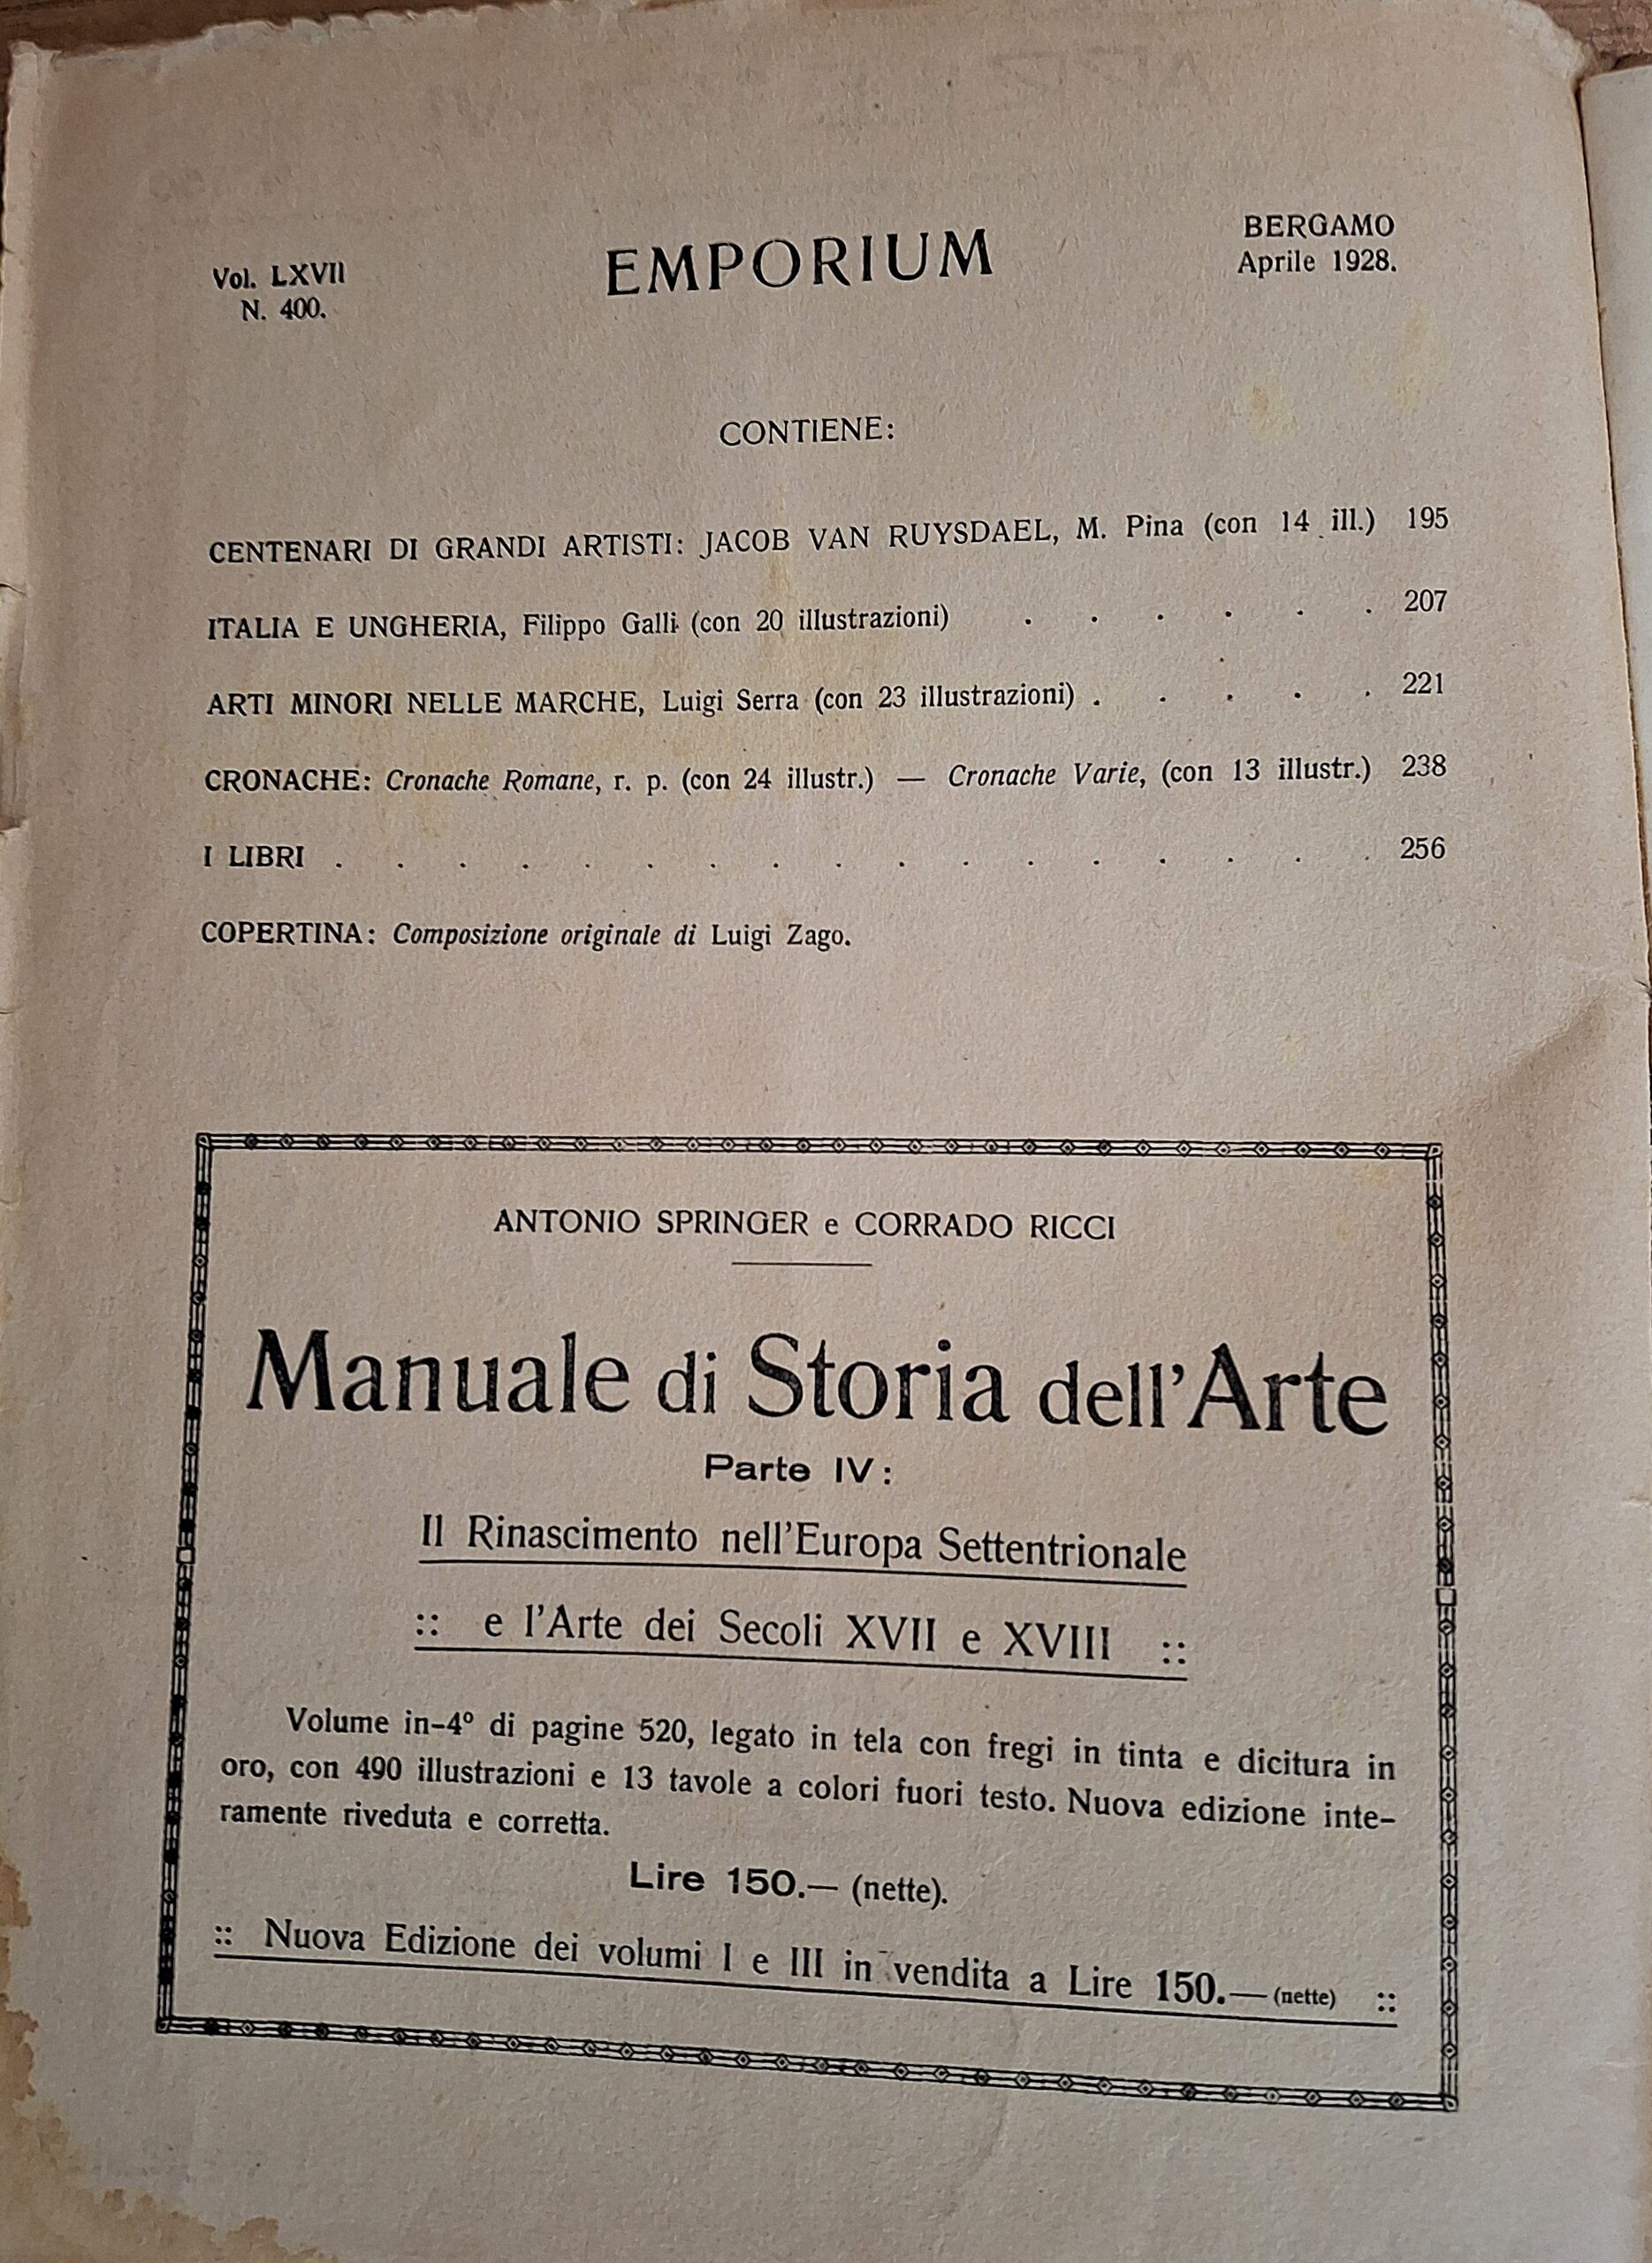 Vol. LXVII
N. 400.
EMPORIUM
BERGAMO
Aprile 1928.
CONTIENE:
CENTENARI DI GRANDI ARTISTI: JACOB VAN RUYSDAEL, M. Pina (con 14 ill.) 195
ITALIA E UNGHERIA, Filippo Galli (con 20 illustrazioni) . . . . . . 207
ARTI MINORI NELLE MARCHE, Luigi Serra (con 23 illustrazioni) . . . . . 221
CRONACHE: Cronache Romane, r. p. (con 24 illustr.) — Cronache Varie, (con 13 illustr.) 238
I LIBRI . . . . . . . . . . . . . . . . . 256
COPERTINA: Composizione originale di Luigi Zago.
ANTONIO SPRINGER e CORRADO RICCI
Manuale di Storia dell'Arte
Parte IV:
Il Rinascimento nell'Europa Settentrionale
:: e l'Arte dei Secoli XVII e XVIII ::
Volume in-4º di pagine 520, legato in tela con fregi in tinta e dicitura in
oro, con 490 illustrazioni e 13 tavole a colori fuori testo. Nuova edizione inte-
ramente riveduta e corretta.
Lire 150.— (nette).
:: Nuova Edizione dei volumi I e III in vendita a Lire 150.— (nette) ::